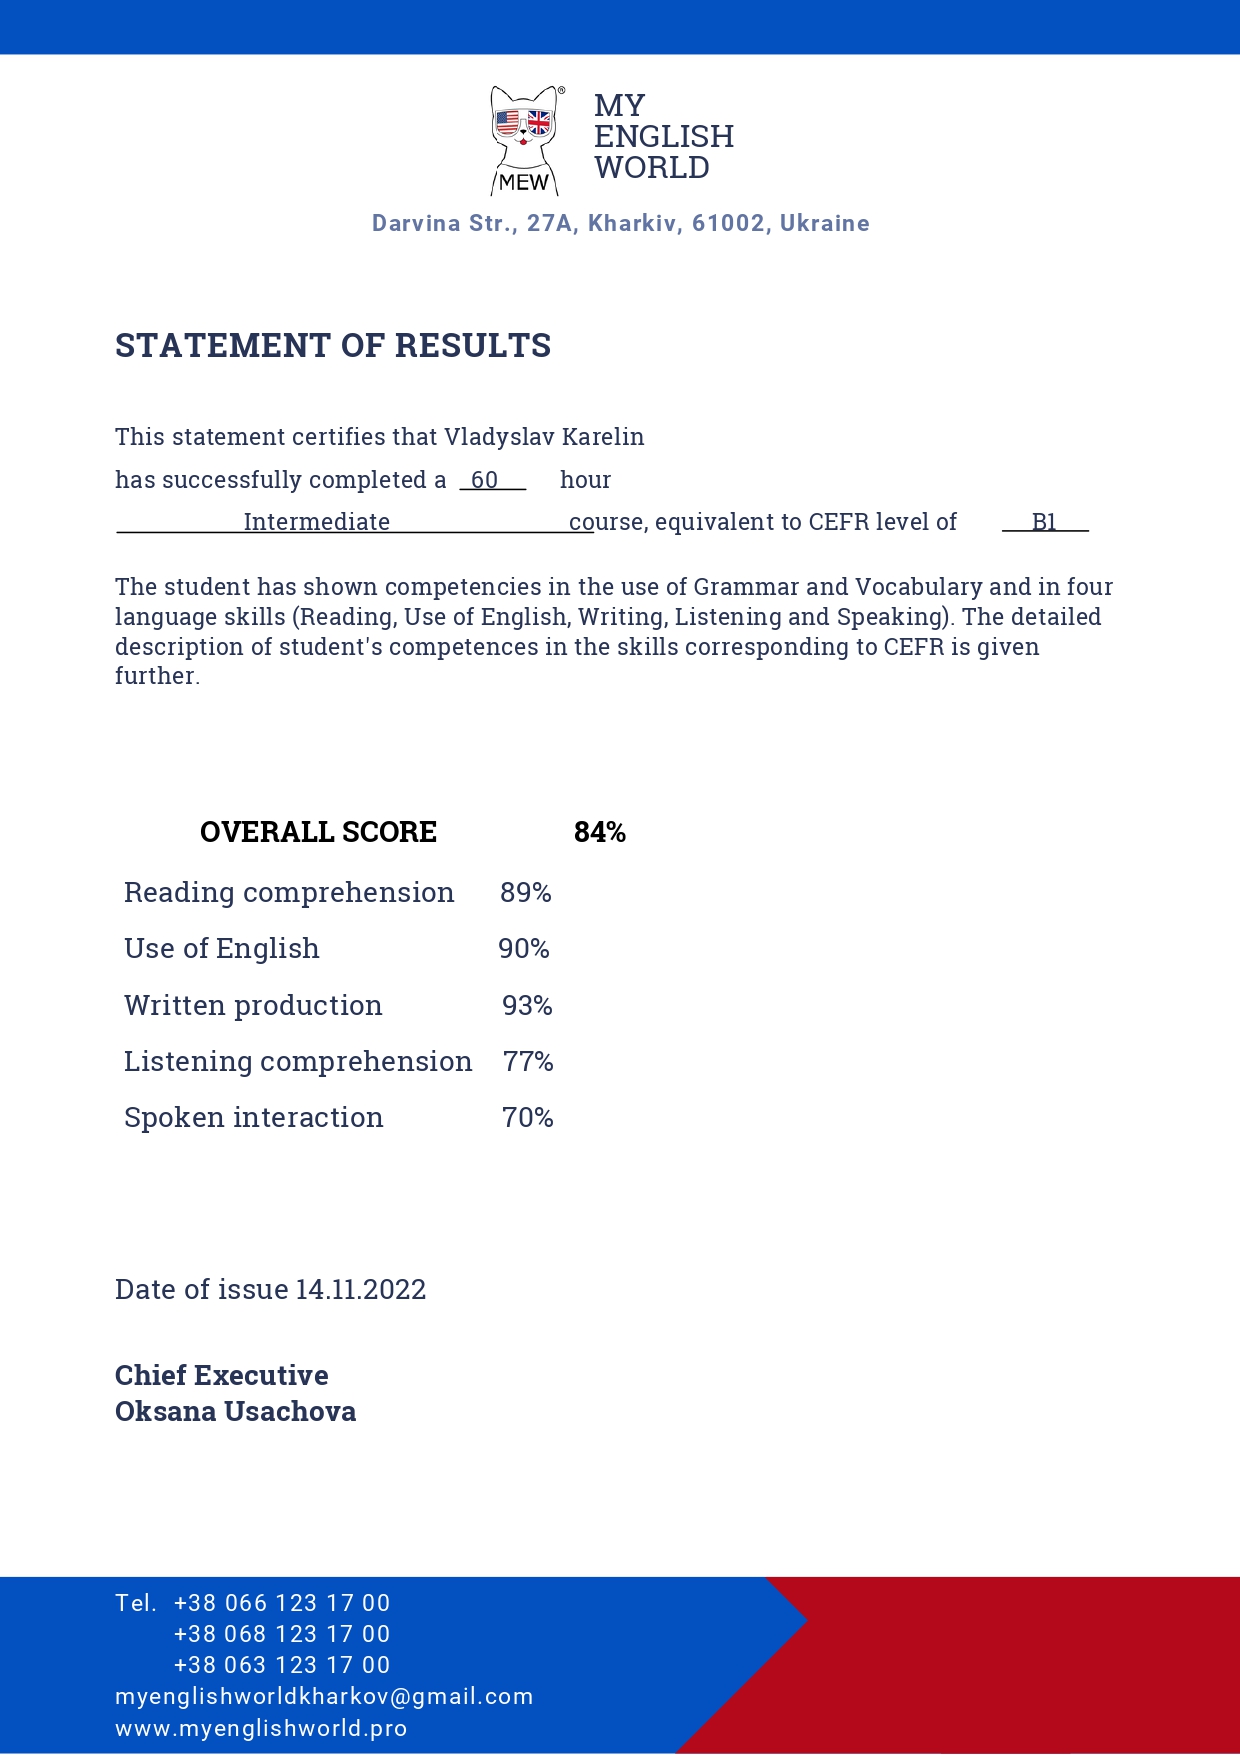 MEW
®
MY
ENGLISH
WORLD
Darvina Str., 27A, Kharkiv, 61002, Ukraine
STATEMENT OF RESULTS
This statement certifies that Vladyslav Karelin
has successfully completed a 60 hour
Intermediate course, equivalent to CEFR level of B1
The student has shown competencies in the use of Grammar and Vocabulary and in four
language skills (Reading, Use of English, Writing, Listening and Speaking). The detailed
description of student's competences in the skills corresponding to CEFR is given
further.
OVERALL SCORE 84%
Reading comprehension 89%
Use of English 90%
Written production 93%
Listening comprehension 77%
Spoken interaction 70%
Date of issue 14.11.2022
Chief Executive
Oksana Usachova
Tel. +38 066 123 17 00
+38 068 123 17 00
+38 063 123 17 00
myenglishworldkharkov@gmail.com
www.myenglishworld.pro